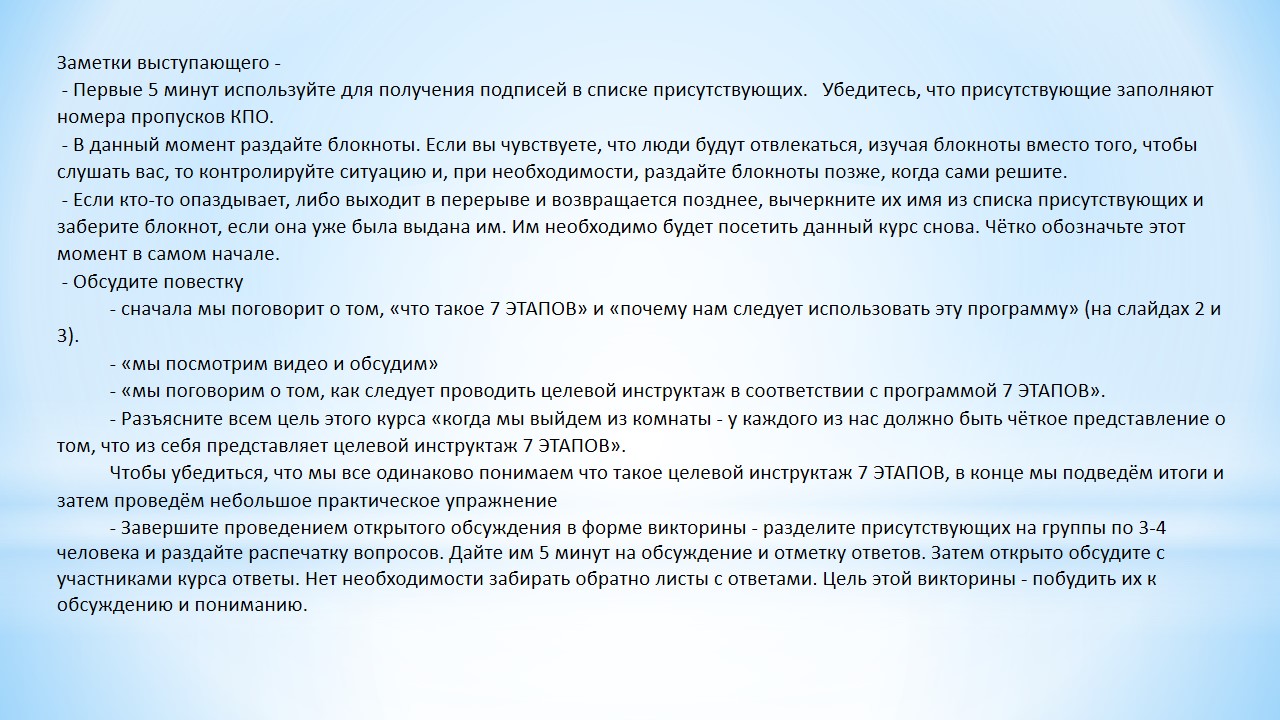 Заметки выступающего -
- Первые 5 минут используйте для получения подписей в списке присутствующих. Убедитесь, что присутствующие заполняют
номера пропусков КПО.
- В данный момент раздайте блокноты. Если вы чувствуете, что люди будут отвлекаться, изучая блокноты вместо того, чтобы
слушать вас, то контролируйте ситуацию и, при необходимости, раздайте блокноты позже, когда сами решите.
- Если кто-то опаздывает, либо выходит в перерыве и возвращается позднее, вычеркните их имя из списка присутствующих и
заберите блокнот, если она уже была выдана им. Им необходимо будет посетить данный курс снова. Чётко обозначьте этот
момент в самом начале.
- Обсудите повестку
- сначала мы поговорит о том, «что такое 7 ЭТАПОВ» и «почему нам следует использовать эту программу» (на слайдах 2 и
3).
- «мы посмотрим видео и обсудим»
- «мы поговорим о том, как следует проводить целевой инструктаж в соответствии с программой 7 ЭТАПОВ».
- Разъясните всем цель этого курса «когда мы выйдем из комнаты - у каждого из нас должно быть чёткое представление о
том, что из себя представляет целевой инструктаж 7 ЭТАПОВ».
Чтобы убедиться, что мы все одинаково понимаем что такое целевой инструктаж 7 ЭТАПОВ, в конце мы подведём итоги и
затем проведём небольшое практическое упражнение
- Завершите проведением открытого обсуждения в форме викторины - разделите присутствующих на группы по 3-4
человека и раздайте распечатку вопросов. Дайте им 5 минут на обсуждение и отметку ответов. Затем открыто обсудите с
участниками курса ответы. Нет необходимости забирать обратно листы с ответами. Цель этой викторины - побудить их к
обсуждению и пониманию.